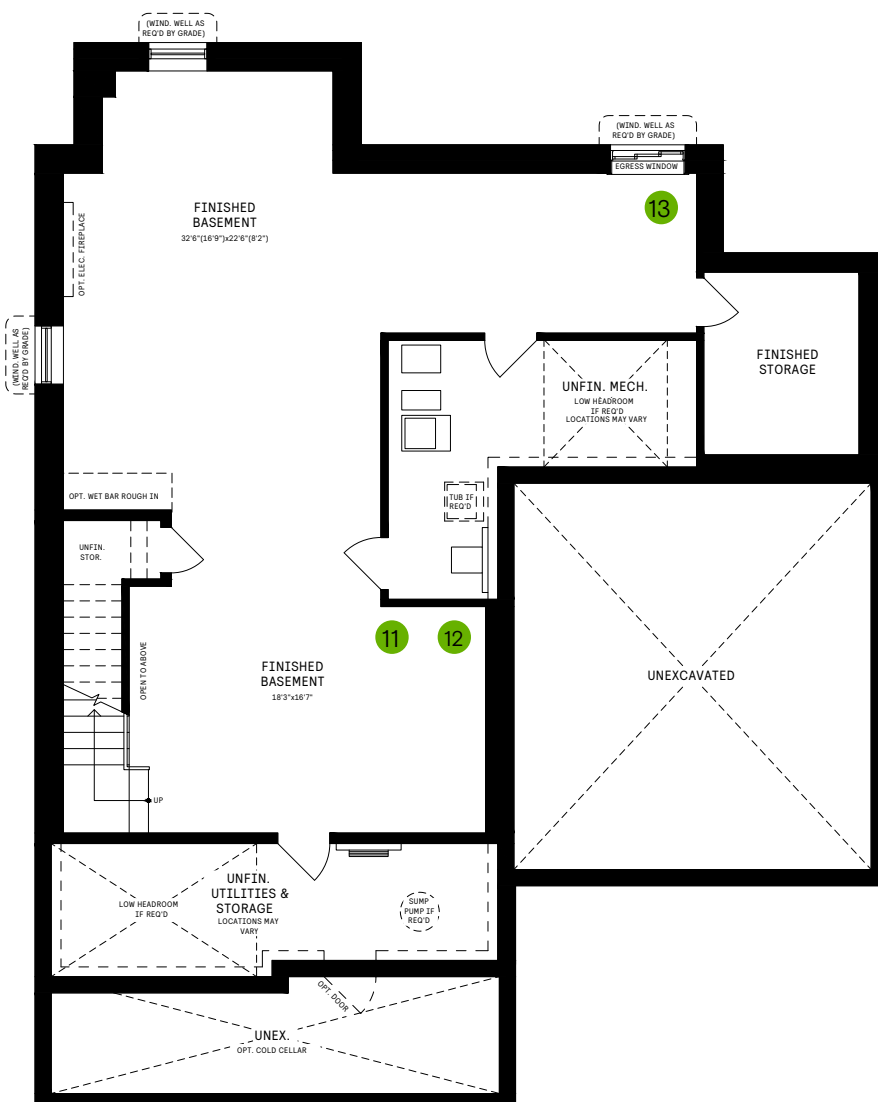 (WIND. WELL AS
REQ'D BY GRADE)
(WIND. WELL AS
REQ'D BY GRADE)
EGRESS WINDOW
13
FINISHED
BASEMENT
32'6"(16'9")x22'6"(8'2")
OPT. ELEC. FIREPLACE
(WIND. WELL AS
REQ'D BY GRADE)
FINISHED
STORAGE
UNFIN. MECH.
LOW HEADROOM
IF REQ'D
LOCATIONS MAY VARY
OPT. WET BAR ROUGH IN
TUB IF
REQ'D
UNFIN.
STOR.
11
12
OPEN TO ABOVE
FINISHED
BASEMENT
18'3"x16'7"
UNEXCAVATED
UP
UNFIN.
UTILITIES &
STORAGE
LOCATIONS MAY
VARY
LOW HEADROOM
IF REQ'D
SUMP
PUMP IF
REQ'D
OPT. DOOR
UNEX.
OPT. COLD CELLAR